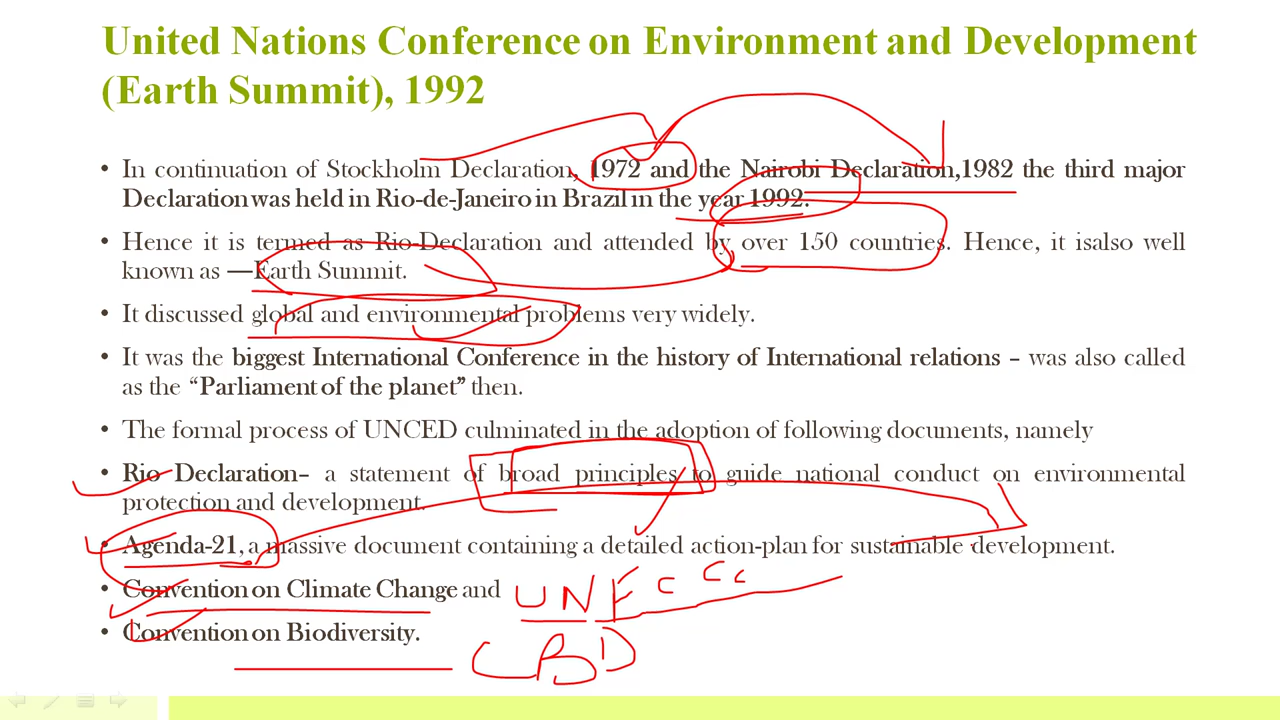 United Nations Conference on Environment and Development
(Earth Summit), 1992
• In continuation of Stockholm Declaration, 1972 and the Nairobi Declaration,1982 the third major
Declaration was held in Rio-de-Janeiro in Brazil in the year 1992.
• Hence it is termed as Rio-Declaration and attended by over 150 countries. Hence, it isalso well
known as —Earth Summit.
• It discussed global and environmental problems very widely.
• It was the biggest International Conference in the history of International relations – was also called
as the “Parliament of the planet” then.
• The formal process of UNCED culminated in the adoption of following documents, namely
• Rio Declaration– a statement of broad principles to guide national conduct on environmental
protection and development.
• Agenda-21, a massive document containing a detailed action-plan for sustainable development.
• Convention on Climate Change and UNFCCC
• Convention on Biodiversity. CBD